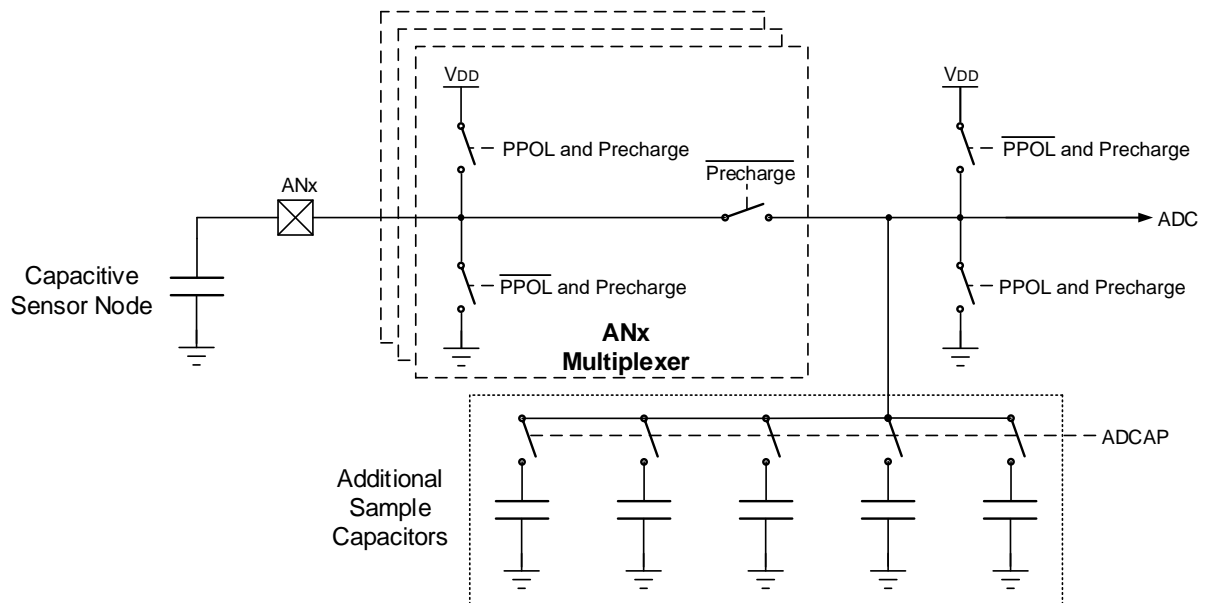 VDD
VDD
PPOL and Precharge
PPOL and Precharge
Precharge
ANx
ADC
Capacitive
Sensor Node
PPOL and Precharge
PPOL and Precharge
ANx
Multiplexer
ADCAP
Additional
Sample
Capacitors